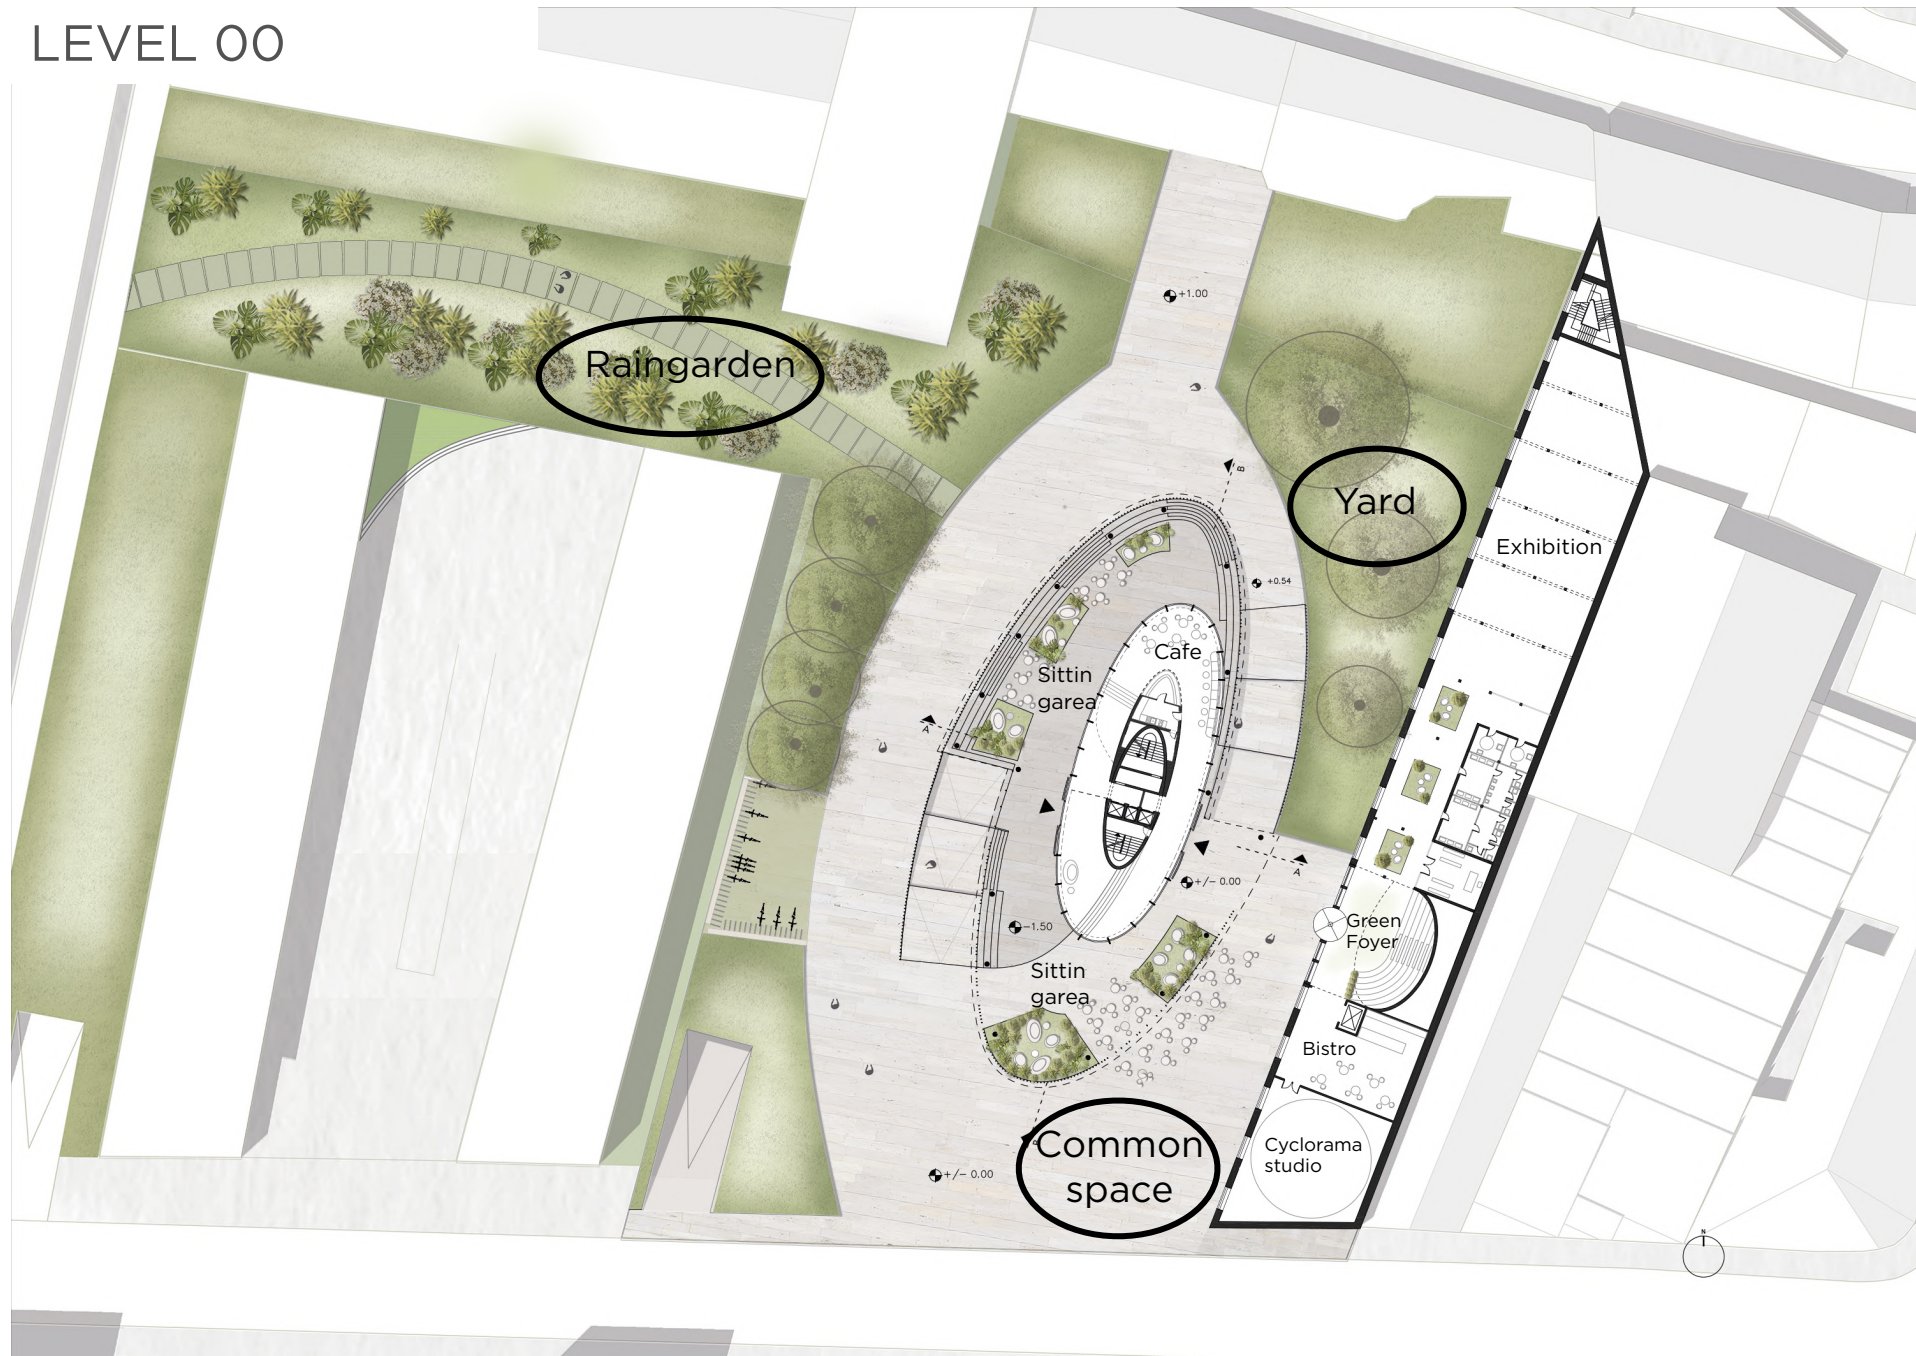 LEVEL 00
+1.00
Raingarden
B
Yard
Exhibition
+0.54
Cafe
Sittin
garea
A
A
+/- 0.00
Green
Foyer
-1.50
Sittin
garea
Bistro
Common
space
Cyclorama
studio
+/- 0.00
N